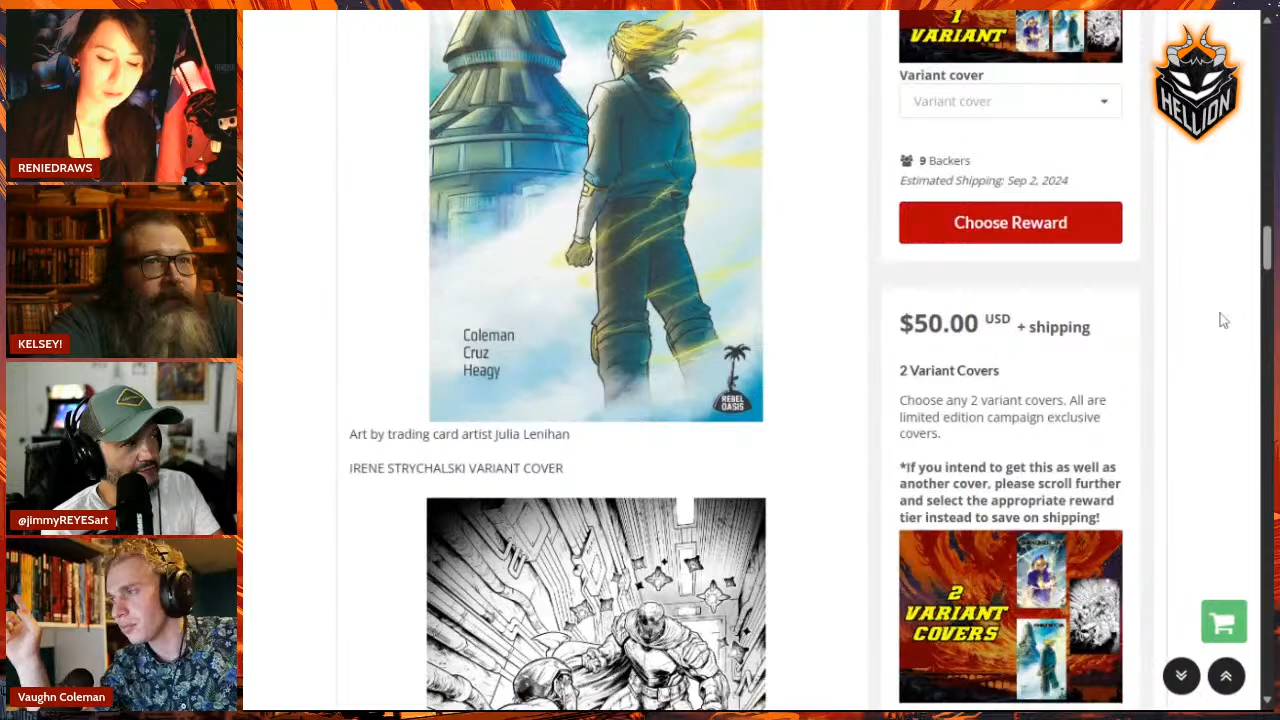 RENIEDRAWS
KELSEY!
@jimmyREYESart
Vaughn Coleman
Coleman
Cruz
Heagy
REBEL
OASIS
Art by trading card artist Julia Lenihan
IRENE STRYCHALSKI VARIANT COVER
1
VARIANT
Variant cover
Variant cover
9 Backers
Estimated Shipping: Sep 2, 2024
Choose Reward
$50.00 USD + shipping
2 Variant Covers
Choose any 2 variant covers. All are
limited edition campaign exclusive
covers.
*If you intend to get this as well as
another cover, please scroll further
and select the appropriate reward
tier instead to save on shipping!
2
VARIANT
COVERS
HELLION